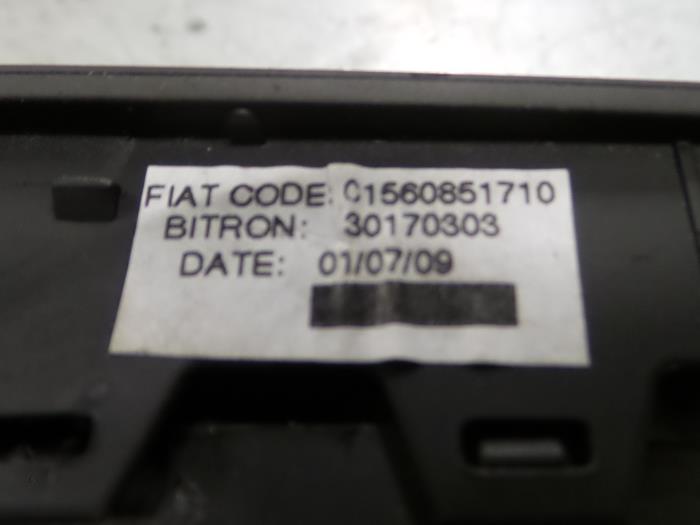 FIAT CODE: 01560851710
BITRON: 30170303
DATE: 01/07/09